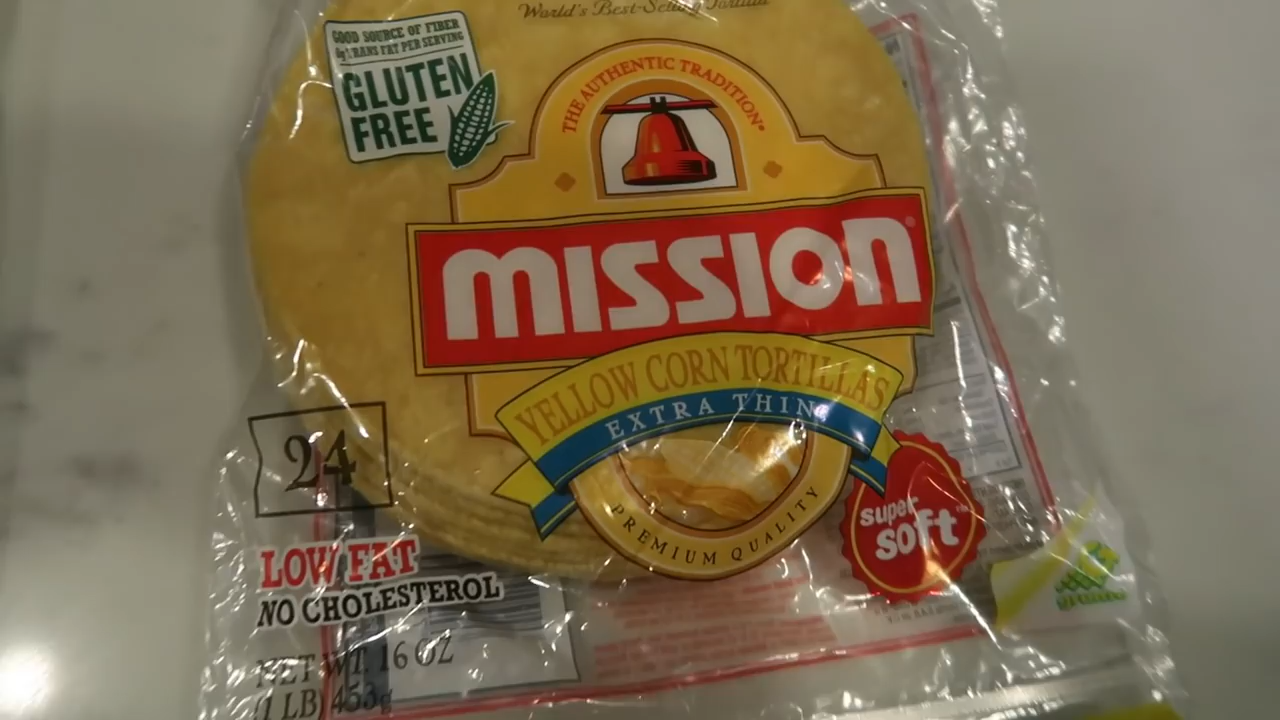 World's Best-Selling Tortilla
GOOD SOURCE OF FIBER
0g TRANS FAT PER SERVING
GLUTEN
FREE
THE AUTHENTIC TRADITION®
MISSION®
YELLOW CORN TORTILLAS
EXTRA THIN
24
PREMIUM QUALITY
super
soft™
LOW FAT
NO CHOLESTEROL
NET WT. 16 OZ
(1 LB) 453g